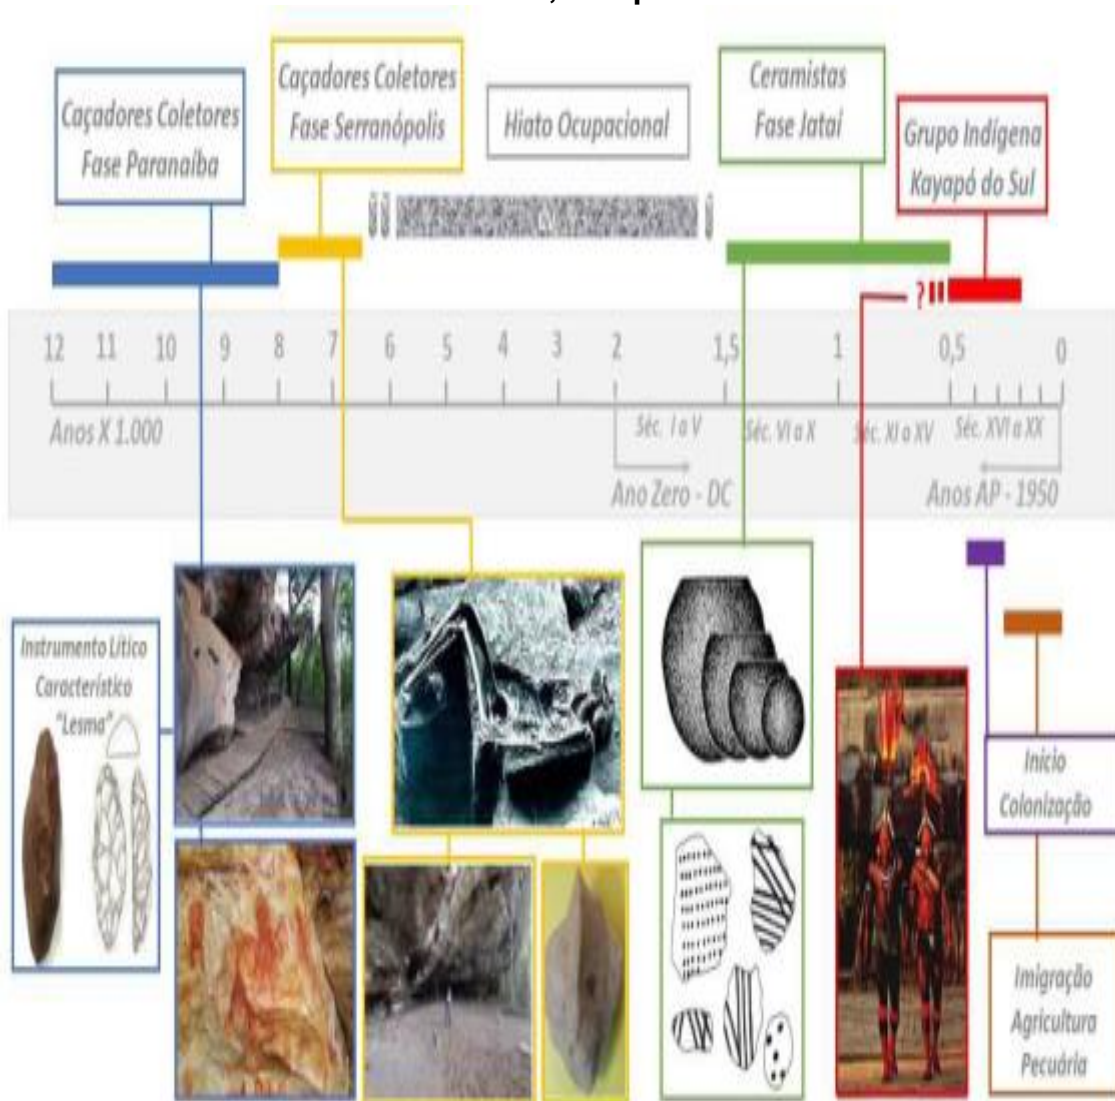 Caçadores Coletores
Fase Paranaíba
Caçadores Coletores
Fase Serranópolis
Hiato Ocupacional
Ceramistas
Fase Jataí
Grupo Indígena
Kayapó do Sul
?
12 11 10 9 8 7 6 5 4 3 2 1,5 1 0,5 0
Anos X 1.000
Séc. I a V
Séc. VI a X
Séc. XI a XV
Séc. XVI a XX
Ano Zero - DC
Anos AP - 1950
Instrumento Lítico
Característico
"Lesma"
Inicio
Colonização
Imigração
Agricultura
Pecuária